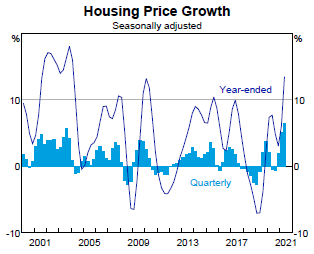 Housing Price Growth
Seasonally adjusted
% %
Year-ended
10 10
0 0
Quarterly
-10 -10
2001 2005 2009 2013 2017 2021